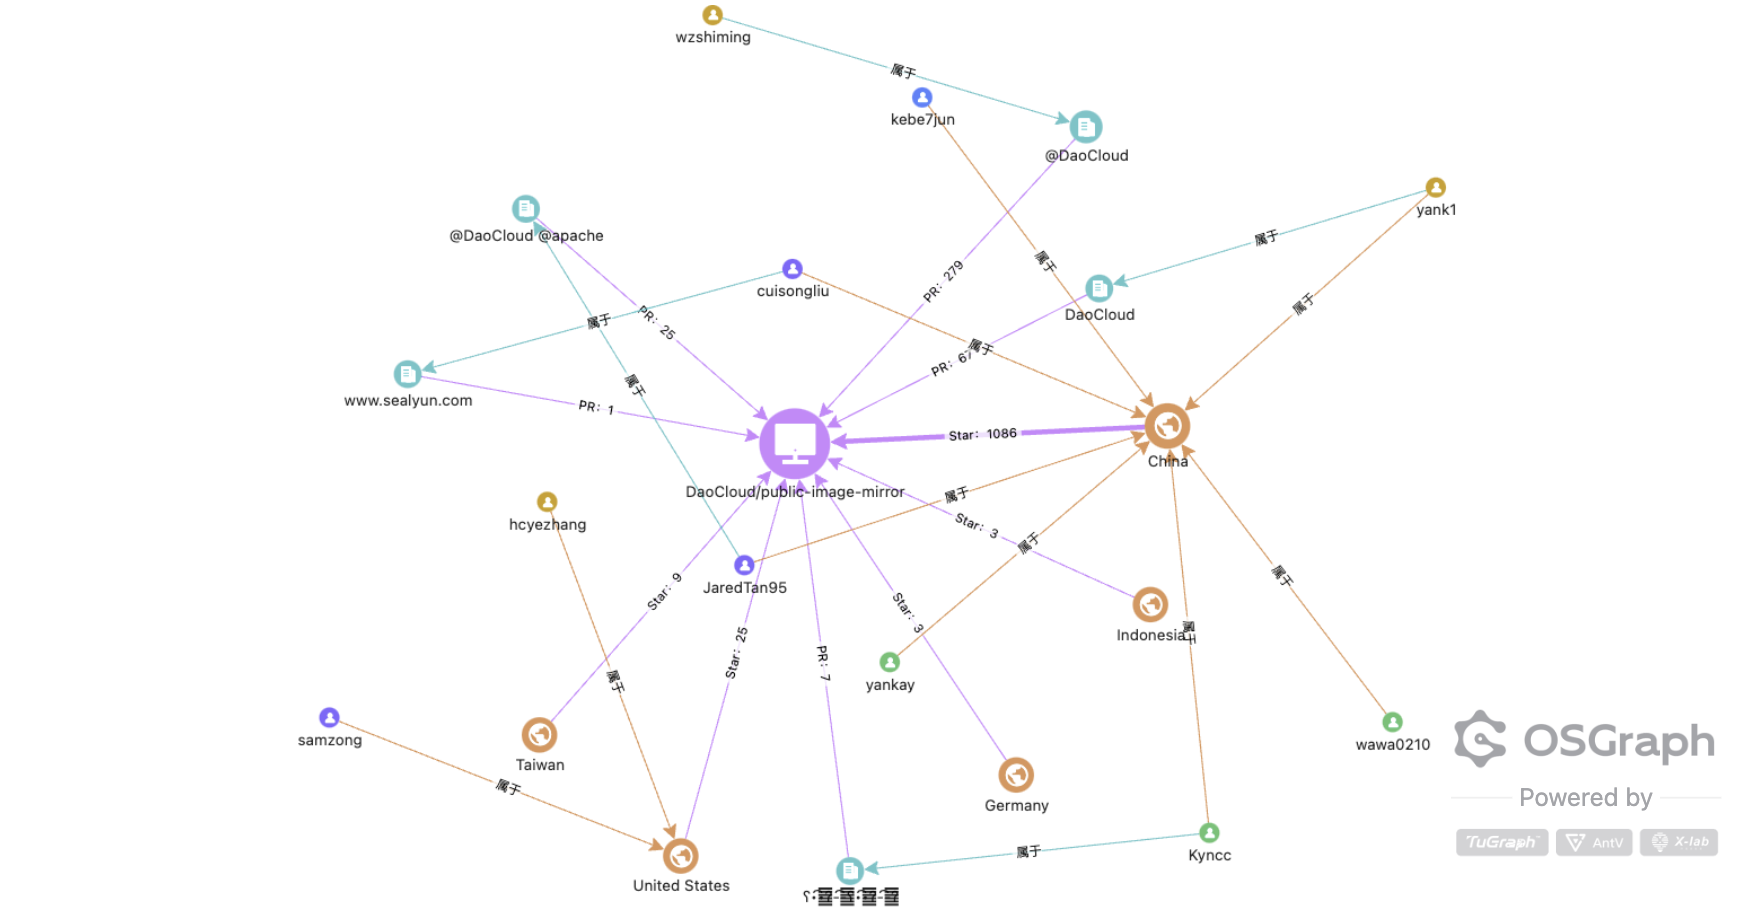 wzshiming
属于
kebe7jun
@DaoCloud
yank1
@DaoCloud @apache
属于
属于
cuisongliu
PR: 279
属于
DaoCloud
PR: 25
属于
属于
PR: 67
www.sealyun.com
属于
PR: 1
Star: 1086
China
DaoCloud/public-image-mirror
属于
hcyezhang
Star: 3
属于
JaredTan95
Star: 9
属于
Star: 3
Indonesia
属于
Star: 25
PR: 7
yankay
属于
samzong
wawa0210
OSGraph
Taiwan
属于
Germany
Powered by
TuGraph
AntV
X-lab
属于
Kyncc
United States